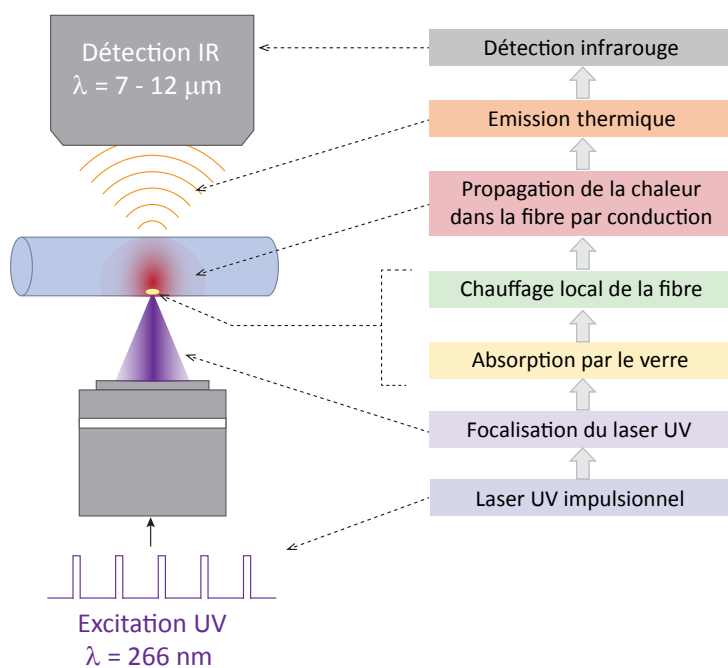 Détection IR
λ = 7 - 12 μm
Détection infrarouge
Emission thermique
Propagation de la chaleur
dans la fibre par conduction
Chauffage local de la fibre
Absorption par le verre
Focalisation du laser UV
Laser UV impulsionnel
Excitation UV
λ = 266 nm